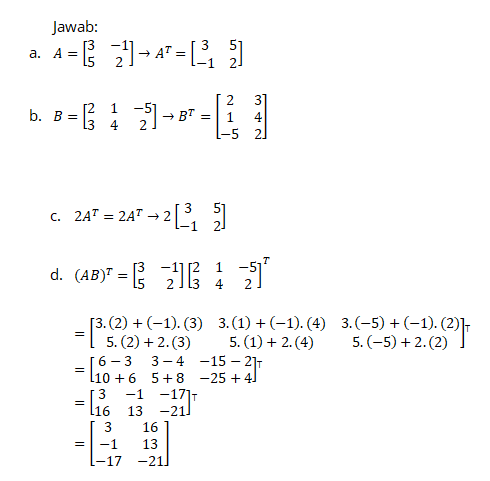 Jawab:
a. A = [3 −1; 5 2] → Aᵀ = [3 5; −1 2]
b. B = [2 1 −5; 3 4 2] → Bᵀ = [2 3; 1 4; −5 2]
c. 2Aᵀ = 2Aᵀ → 2 [3 5; −1 2]
d. (AB)ᵀ = [3 −1; 5 2] [2 1 −5; 3 4 2]ᵀ
= [3.(2) + (−1).(3) 3.(1) + (−1).(4) 3.(−5) + (−1).(2); 5.(2) + 2.(3) 5.(1) + 2.(4) 5.(−5) + 2.(2)]ᵀ
= [6 − 3 3 − 4 −15 − 2; 10 + 6 5 + 8 −25 + 4]ᵀ
= [3 −1 −17; 16 13 −21]ᵀ
= [3 16; −1 13; −17 −21]